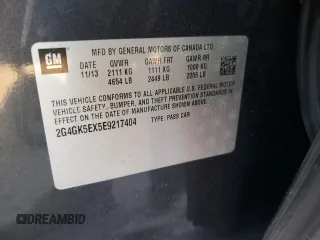 GM
MFD BY GENERAL MOTORS OF CANADA LTD.
11/13 GVWR GAWR FRT GAWR RR
2111 KG 1111 KG 1000 KG
4654 LB 2449 LB 2205 LB
THIS VEHICLE CONFORMS TO ALL APPLICABLE U.S. FEDERAL MOTOR
VEHICLE SAFETY, BUMPER, AND THEFT PREVENTION STANDARDS IN
EFFECT ON THE DATE OF MANUFACTURE SHOWN ABOVE.
2G4GK5EX5E9217404 TYPE: PASS CAR
DREAMBID